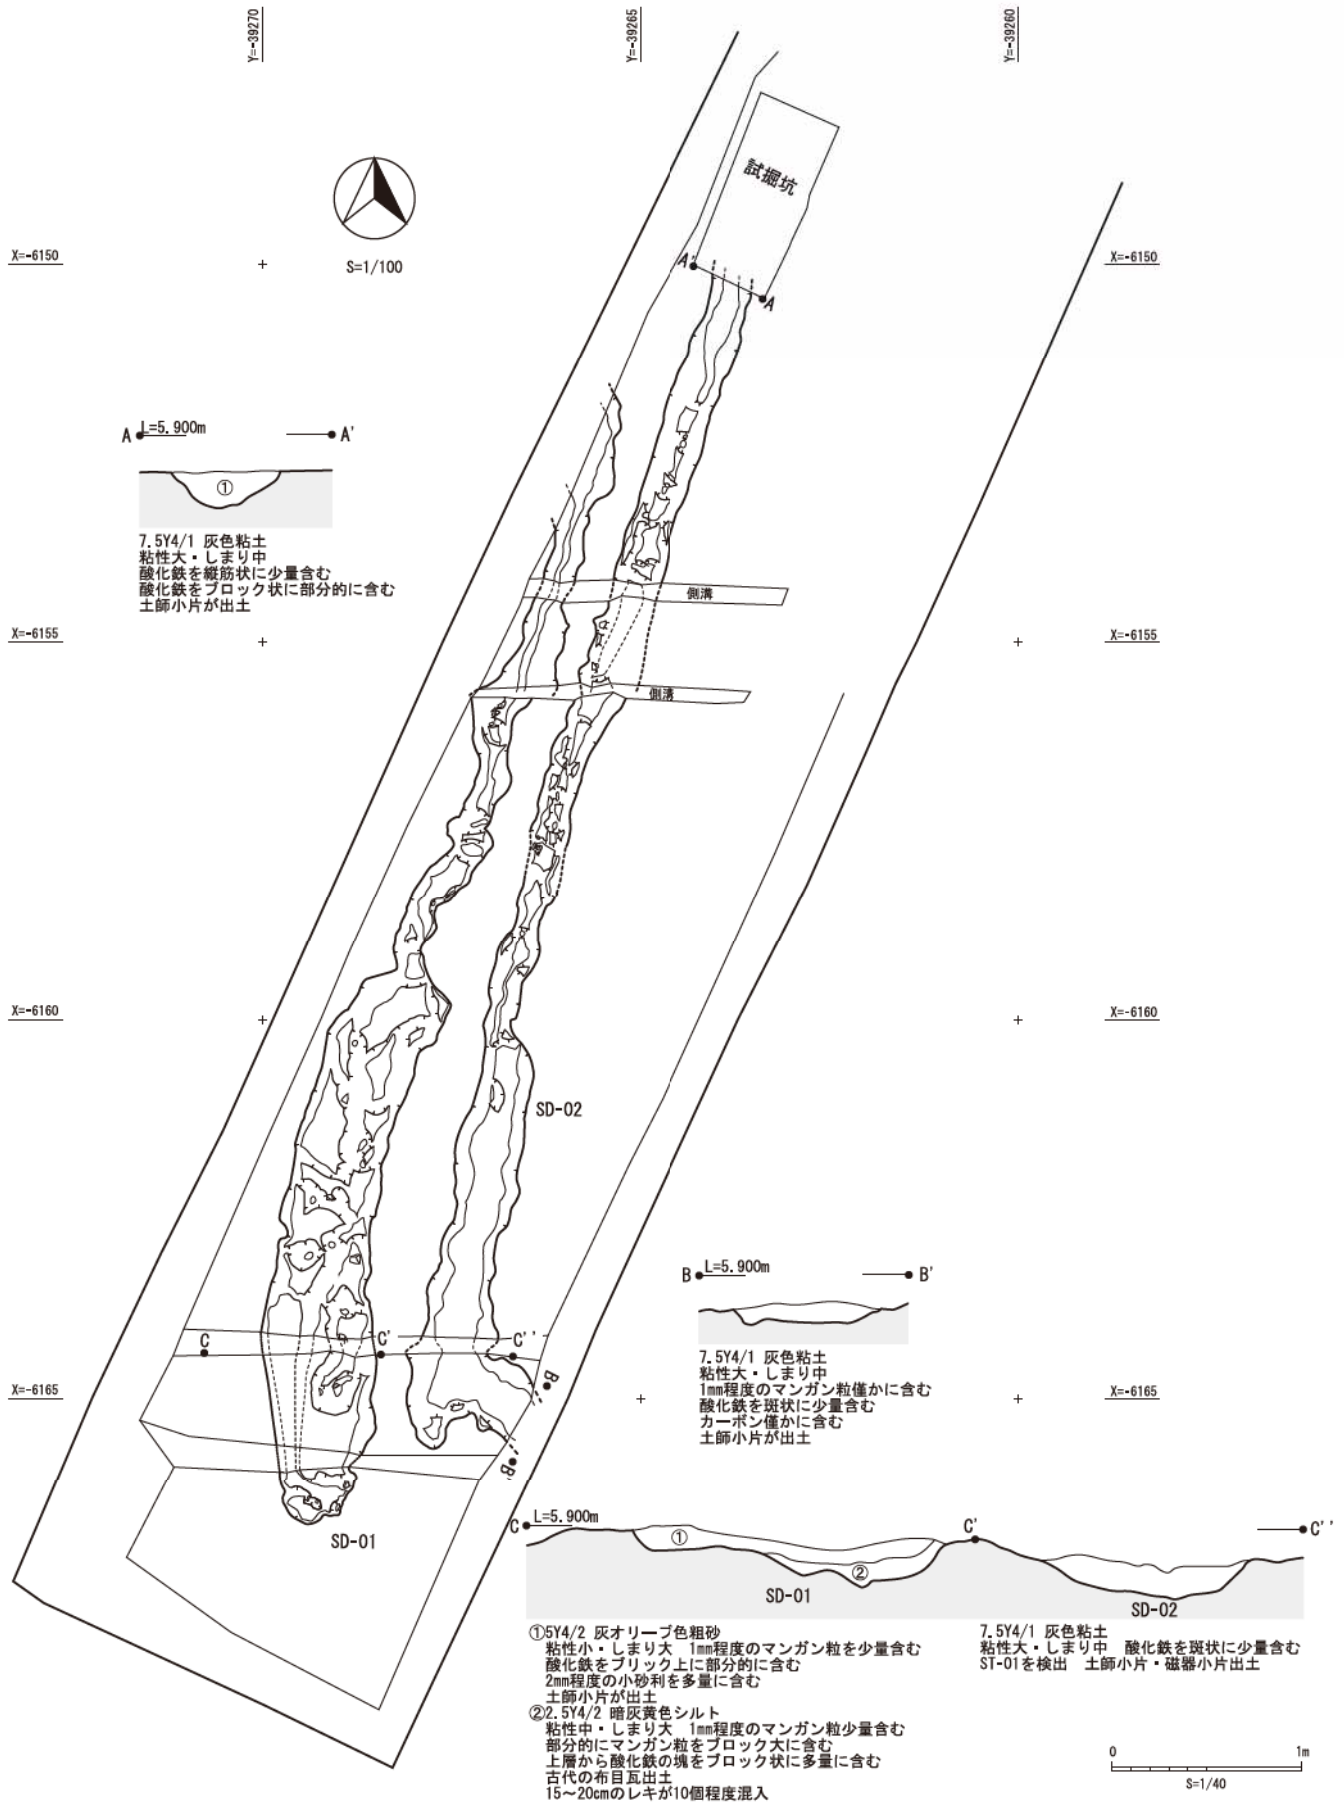 Y=-39270
Y=-39265
Y=-39260
試掘坑
X=-6150
S=1/100
X=-6150
A'
A
A L=5.900m A'
①
7.5Y4/1 灰色粘土
粘性大・しまり中
酸化鉄を縦筋状に少量含む
酸化鉄をブロック状に部分的に含む
土師小片が出土
側溝
X=-6155
X=-6155
側溝
X=-6160
X=-6160
SD-02
B L=5.900m B'
7.5Y4/1 灰色粘土
粘性大・しまり中
1mm程度のマンガン粒僅かに含む
酸化鉄を斑状に少量含む
カーボン僅かに含む
土師小片が出土
C C' C''
B'
X=-6165
X=-6165
B
SD-01
C L=5.900m C' C''
①
②
SD-01
SD-02
①5Y4/2 灰オリーブ色粗砂
粘性小・しまり大 1mm程度のマンガン粒を少量含む
酸化鉄をブリック上に部分的に含む
2mm程度の小砂利を多量に含む
土師小片が出土
②2.5Y4/2 暗灰黄色シルト
粘性中・しまり大 1mm程度のマンガン粒少量含む
部分的にマンガン粒をブロック大に含む
上層から酸化鉄の塊をブロック状に多量に含む
古代の布目瓦出土
15～20cmのレキが10個程度混入
7.5Y4/1 灰色粘土
粘性大・しまり中 酸化鉄を斑状に少量含む
ST-01を検出 土師小片・磁器小片出土
0 1m
S=1/40